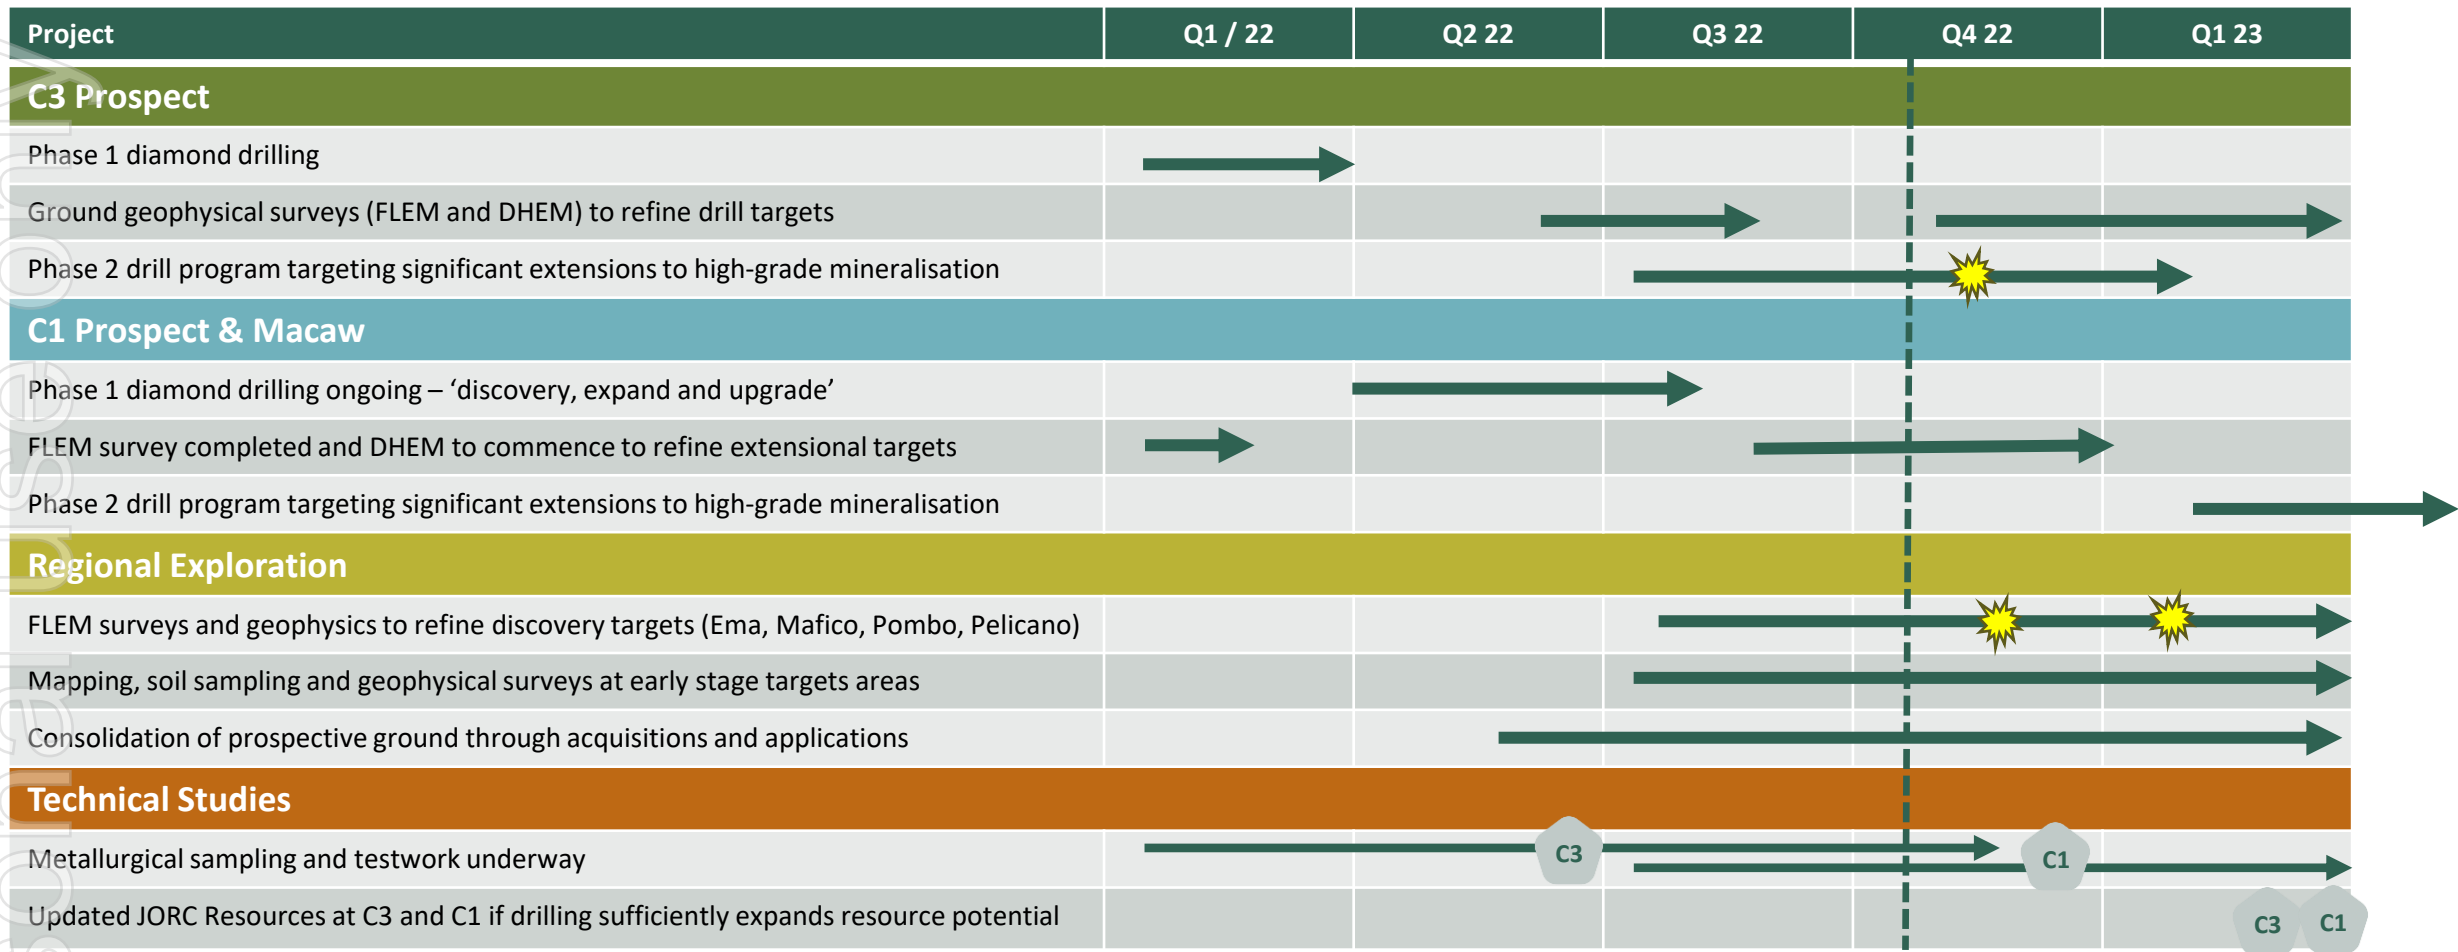 Project Q1 / 22 Q2 22 Q3 22 Q4 22 Q1 23
C3 Prospect
Phase 1 diamond drilling
Ground geophysical surveys (FLEM and DHEM) to refine drill targets
Phase 2 drill program targeting significant extensions to high-grade mineralisation
C1 Prospect & Macaw
Phase 1 diamond drilling ongoing – ‘discovery, expand and upgrade’
FLEM survey completed and DHEM to commence to refine extensional targets
Phase 2 drill program targeting significant extensions to high-grade mineralisation
Regional Exploration
FLEM surveys and geophysics to refine discovery targets (Ema, Mafico, Pombo, Pelicano)
Mapping, soil sampling and geophysical surveys at early stage targets areas
Consolidation of prospective ground through acquisitions and applications
Technical Studies
Metallurgical sampling and testwork underway C3 C1
Updated JORC Resources at C3 and C1 if drilling sufficiently expands resource potential C3 C1
sonal use only